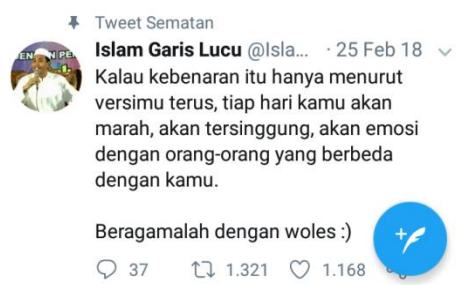 Tweet Sematan
Islam Garis Lucu @Isla... · 25 Feb 18
Kalau kebenaran itu hanya menurut
versimu terus, tiap hari kamu akan
marah, akan tersinggung, akan emosi
dengan orang-orang yang berbeda
dengan kamu.
Beragamalah dengan woles :)
37 1.321 1.168